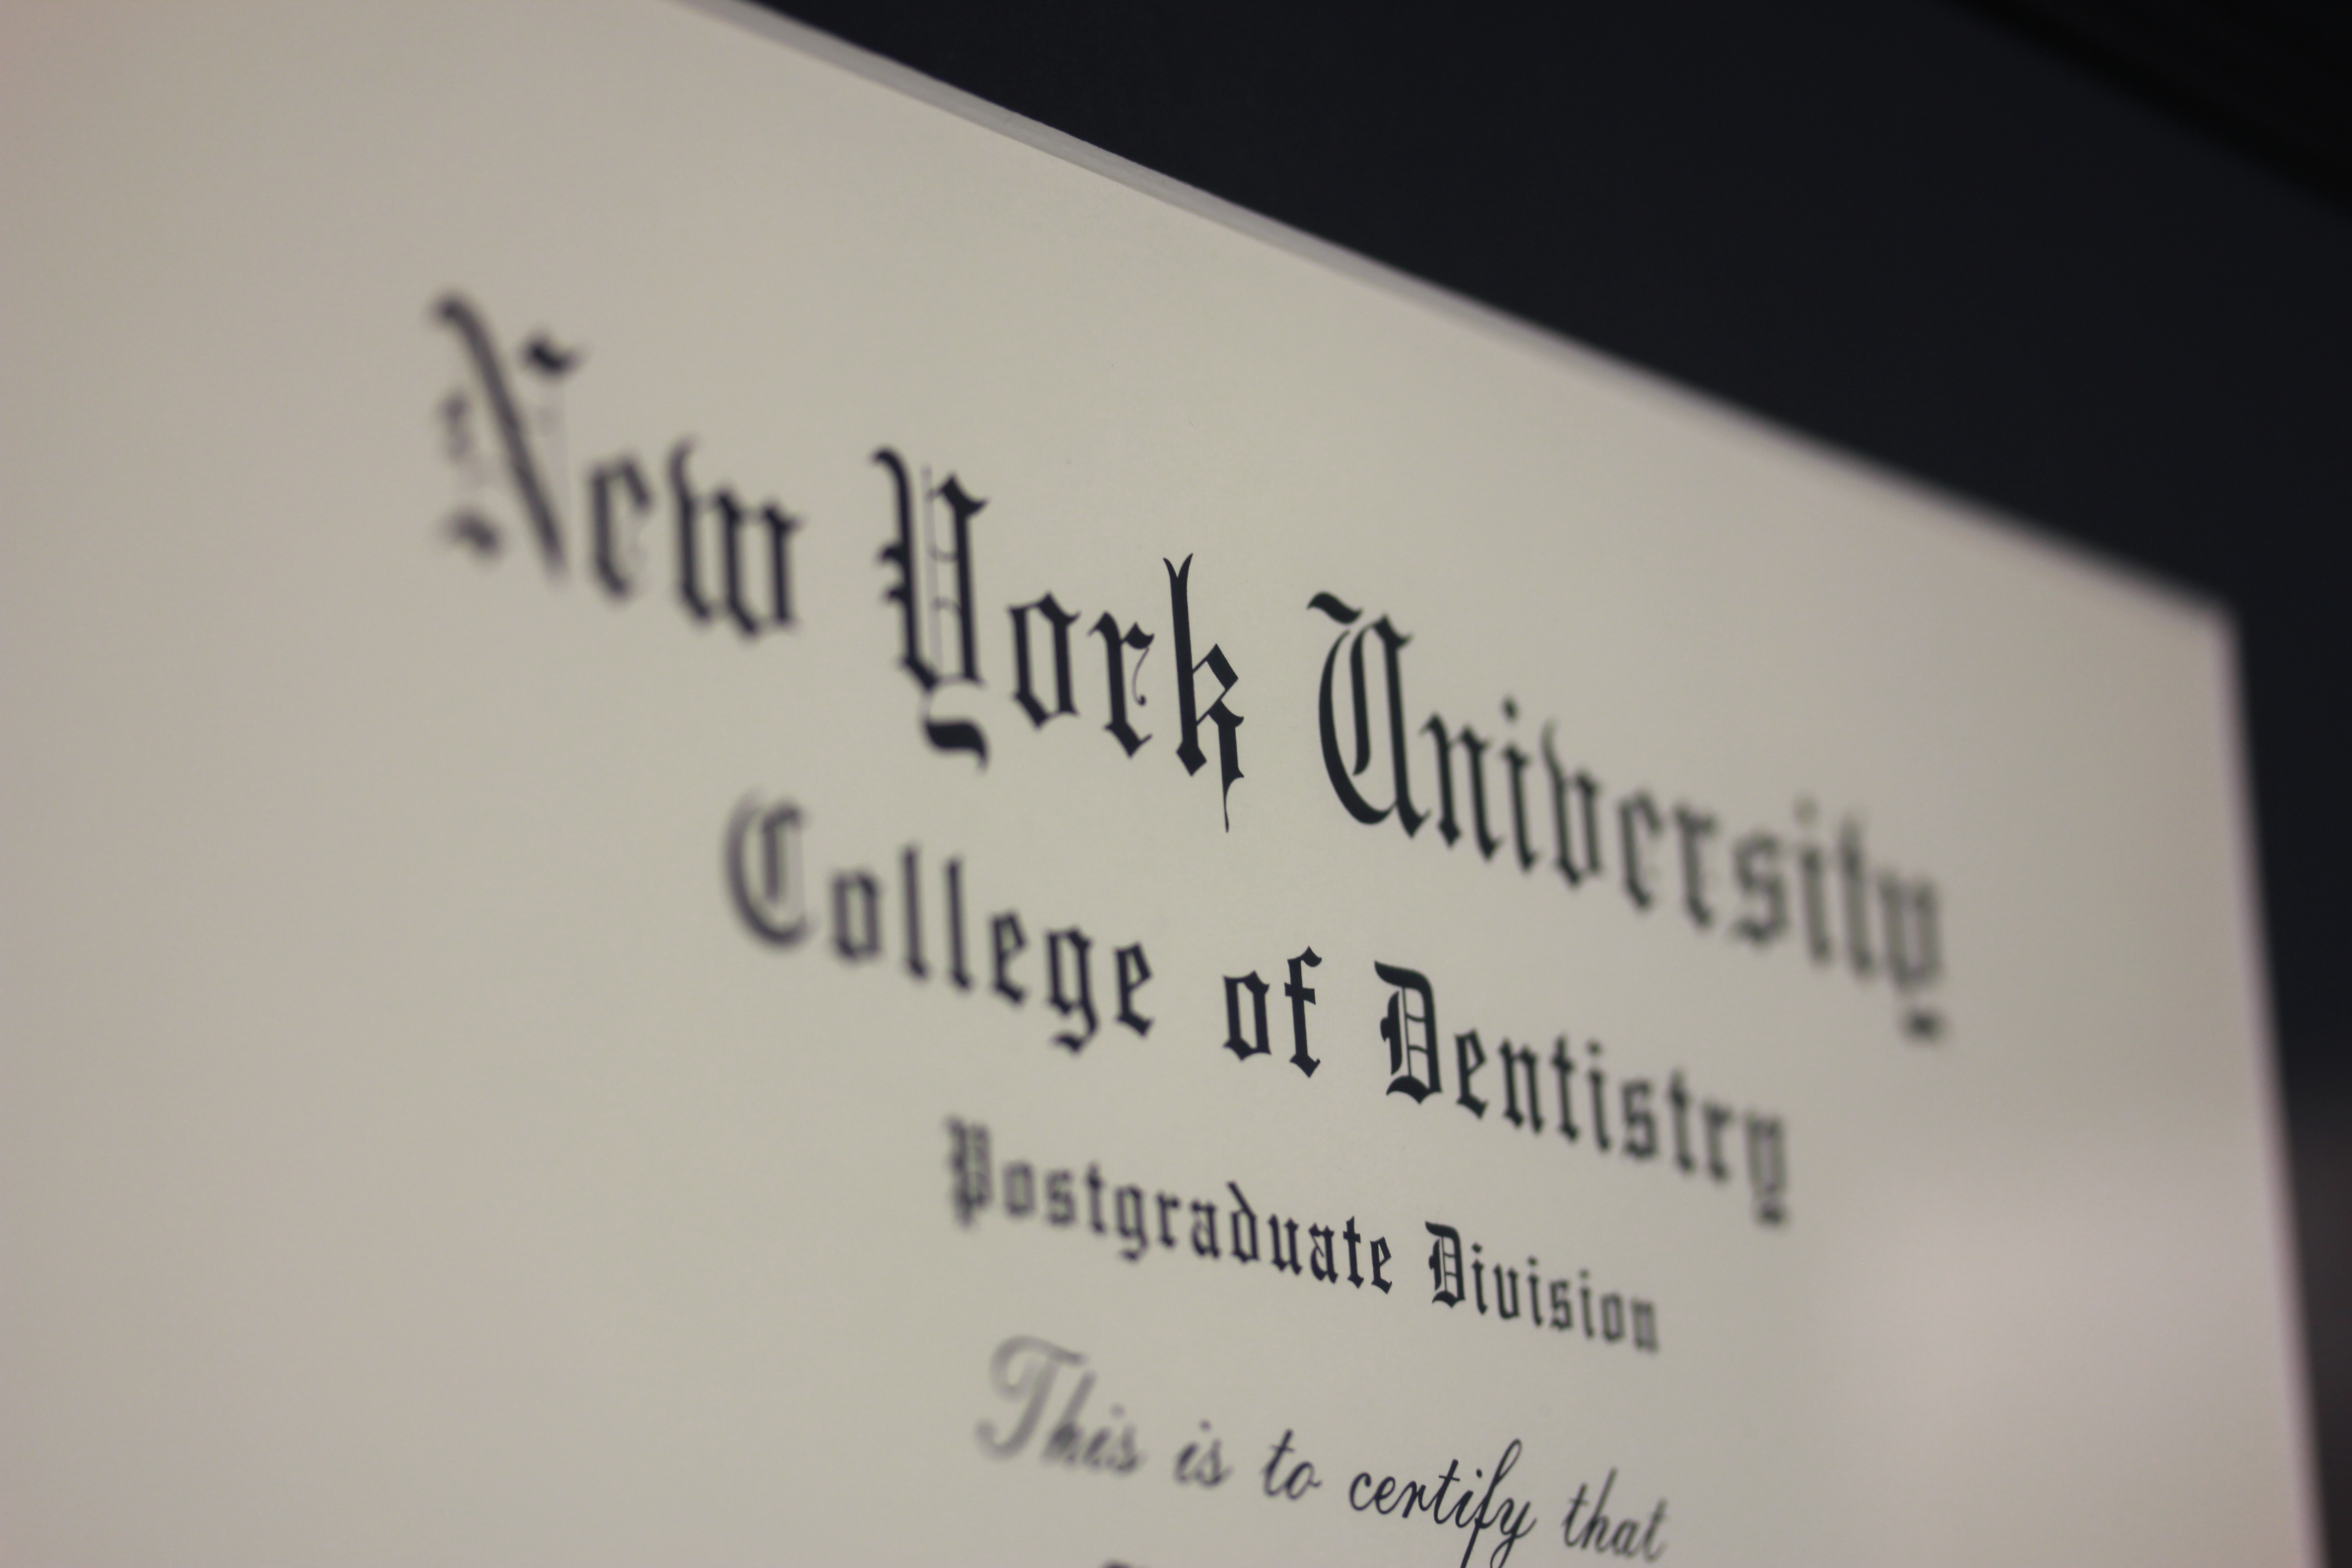 New York University
College of Dentistry
Postgraduate Division
This is to certify that